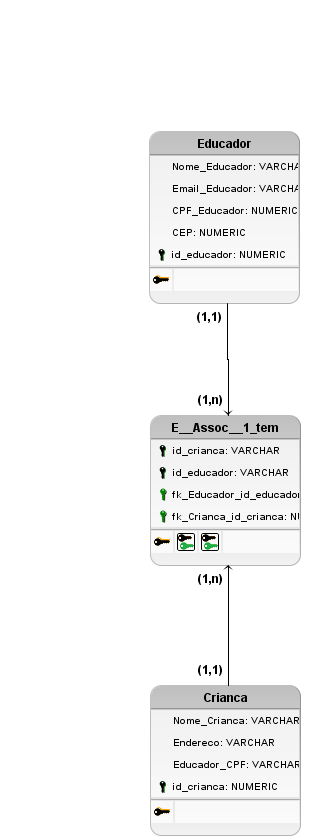 Educador
Nome_Educador: VARCHA
Email_Educador: VARCHA
CPF_Educador: NUMERIC
CEP: NUMERIC
id_educador: NUMERIC
(1,1)
(1,n)
E__Assoc__1_tem
id_crianca: VARCHAR
id_educador: VARCHAR
fk_Educador_id_educador
fk_Crianca_id_crianca: NU
(1,n)
(1,1)
Crianca
Nome_Crianca: VARCHAR
Endereco: VARCHAR
Educador_CPF: VARCHAR
id_crianca: NUMERIC